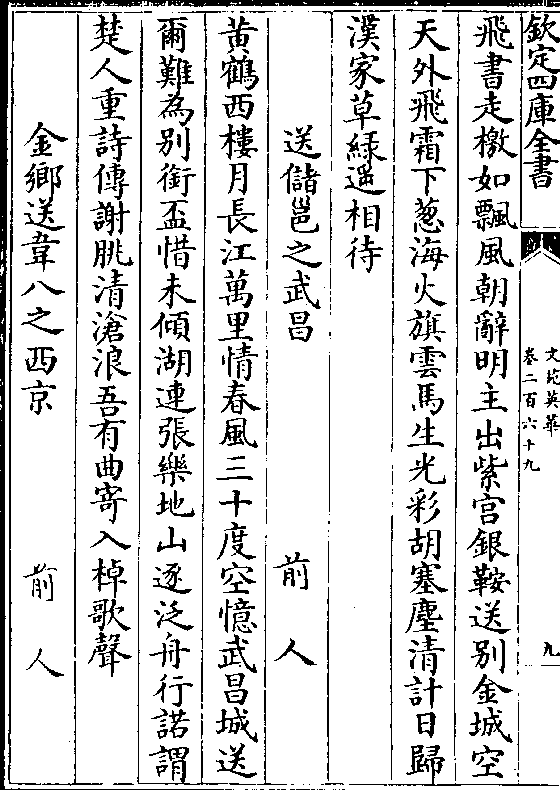 欽定四庫全書
文苑英華
卷二百六十九
九
飛書走檄如飄風朝辭明主出紫宫銀鞍送别金城空
天外飛霜下葱海火旗雲馬生光彩胡塞塵清計日歸
漢家草緑遥相待
送儲邕之武昌 前人
黄鶴西樓月長江萬里情春風三十度空憶武昌城送
爾難為别銜盃惜未傾湖連張樂地山逐泛舟行諾謂
楚人重詩傳謝朓清滄浪吾有曲寄入棹歌聲
金鄉送韋八之西京 前人